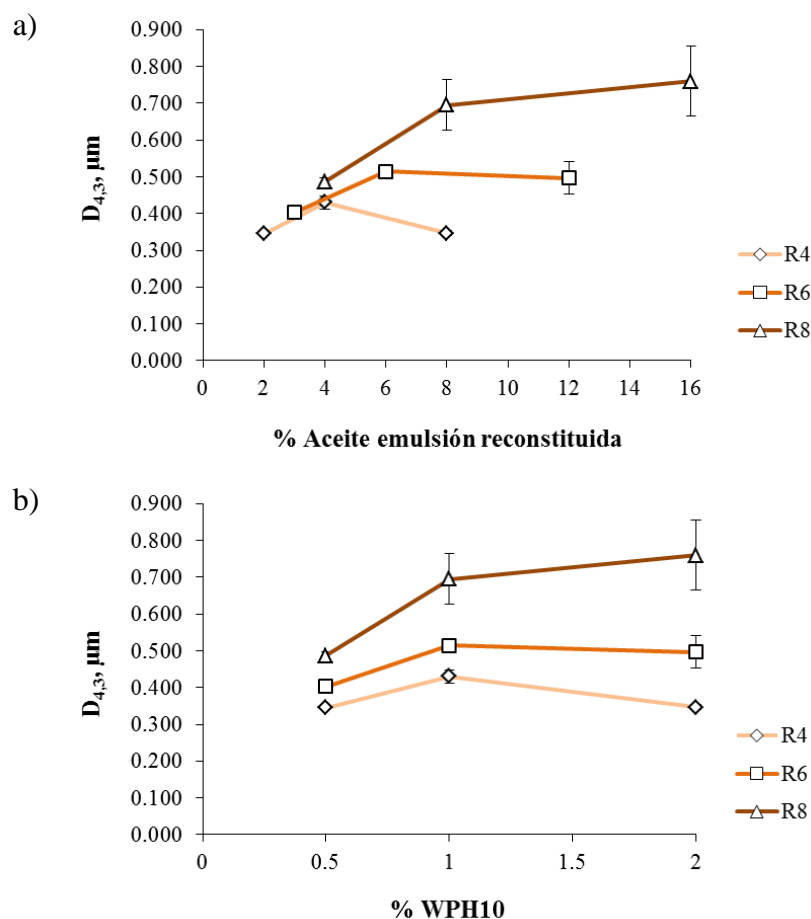 a)
0.900
0.800
0.700
0.600
0.500
0.400
0.300
0.200
0.100
0.000
D4,3, µm
0 2 4 6 8 10 12 14 16
% Aceite emulsión reconstituida
R4
R6
R8
b)
0.900
0.800
0.700
0.600
0.500
0.400
0.300
0.200
0.100
0.000
D4,3, µm
0 0.5 1 1.5 2
% WPH10
R4
R6
R8